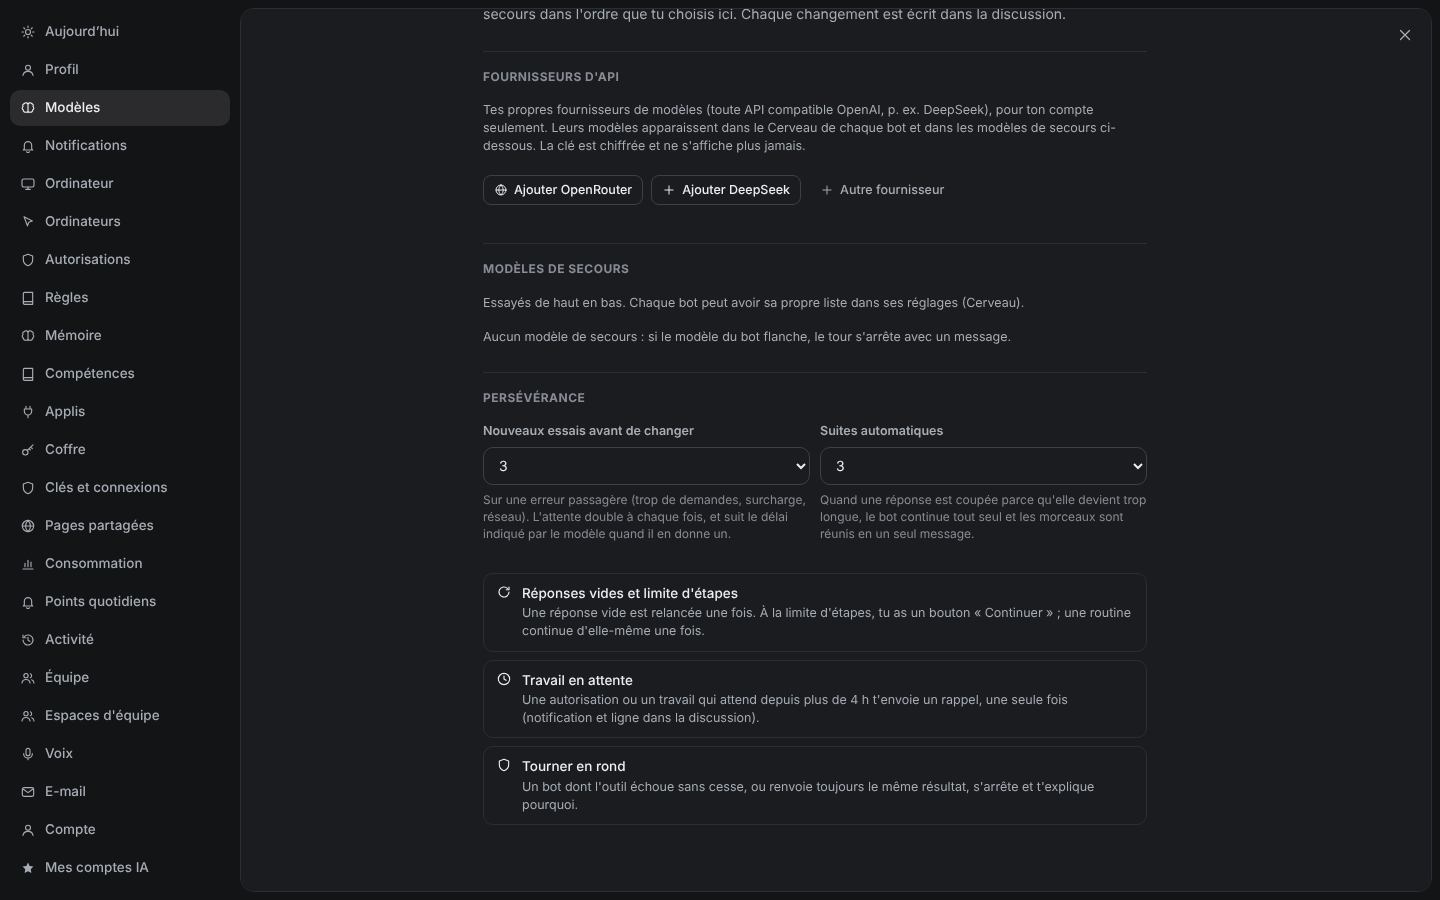 Aujourd'hui
Profil
Modèles
Notifications
Ordinateur
Ordinateurs
Autorisations
Règles
Mémoire
Compétences
Applis
Coffre
Clés et connexions
Pages partagées
Consommation
Points quotidiens
Activité
Équipe
Espaces d'équipe
Voix
E-mail
Compte
Mes comptes IA
secours dans l'ordre que tu choisis ici. Chaque changement est écrit dans la discussion.
FOURNISSEURS D'API
Tes propres fournisseurs de modèles (toute API compatible OpenAI, p. ex. DeepSeek), pour ton compte
seulement. Leurs modèles apparaissent dans le Cerveau de chaque bot et dans les modèles de secours ci-
dessous. La clé est chiffrée et ne s'affiche plus jamais.
Ajouter OpenRouter
Ajouter DeepSeek
Autre fournisseur
MODÈLES DE SECOURS
Essayés de haut en bas. Chaque bot peut avoir sa propre liste dans ses réglages (Cerveau).
Aucun modèle de secours : si le modèle du bot flanche, le tour s'arrête avec un message.
PERSÉVÉRANCE
Nouveaux essais avant de changer
3
Sur une erreur passagère (trop de demandes, surcharge,
réseau). L'attente double à chaque fois, et suit le délai
indiqué par le modèle quand il en donne un.
Suites automatiques
3
Quand une réponse est coupée parce qu'elle devient trop
longue, le bot continue tout seul et les morceaux sont
réunis en un seul message.
Réponses vides et limite d'étapes
Une réponse vide est relancée une fois. À la limite d'étapes, tu as un bouton « Continuer » ; une routine
continue d'elle-même une fois.
Travail en attente
Une autorisation ou un travail qui attend depuis plus de 4 h t'envoie un rappel, une seule fois
(notification et ligne dans la discussion).
Tourner en rond
Un bot dont l'outil échoue sans cesse, ou renvoie toujours le même résultat, s'arrête et t'explique
pourquoi.